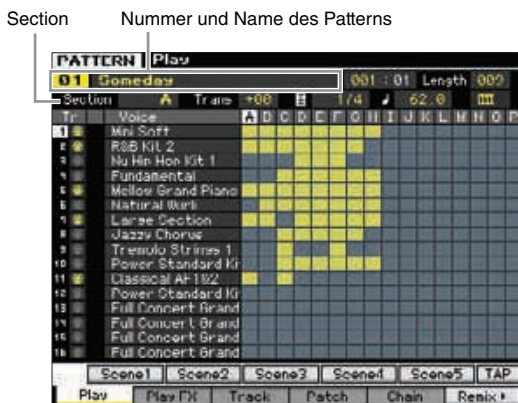 Section Nummer und Name des Patterns
PATTERN Play
01 Someday 001 : 01 Length 009
Section A Trans +00 1/4 62.0
Tr Voice A B C D E F G H I J K L M N O P
1 Mini Soft
2 R&B Kit 2
3 Nu Hip Hop Kit 1
4 Fundamental
5 Mellow Grand Piano
6 Natural Wurli
7 Large Section
8 Jazzy Chorus
9 Tremolo Strings 1
10 Power Standard Ki
11 Classical AF1&2
12 Power Standard Ki
13 Full Concert Grand
14 Full Concert Grand
15 Full Concert Grand
16 Full Concert Grand
Scene1 Scene2 Scene3 Scene4 Scene5 TAP
Play Play FX Track Patch Chain Remix